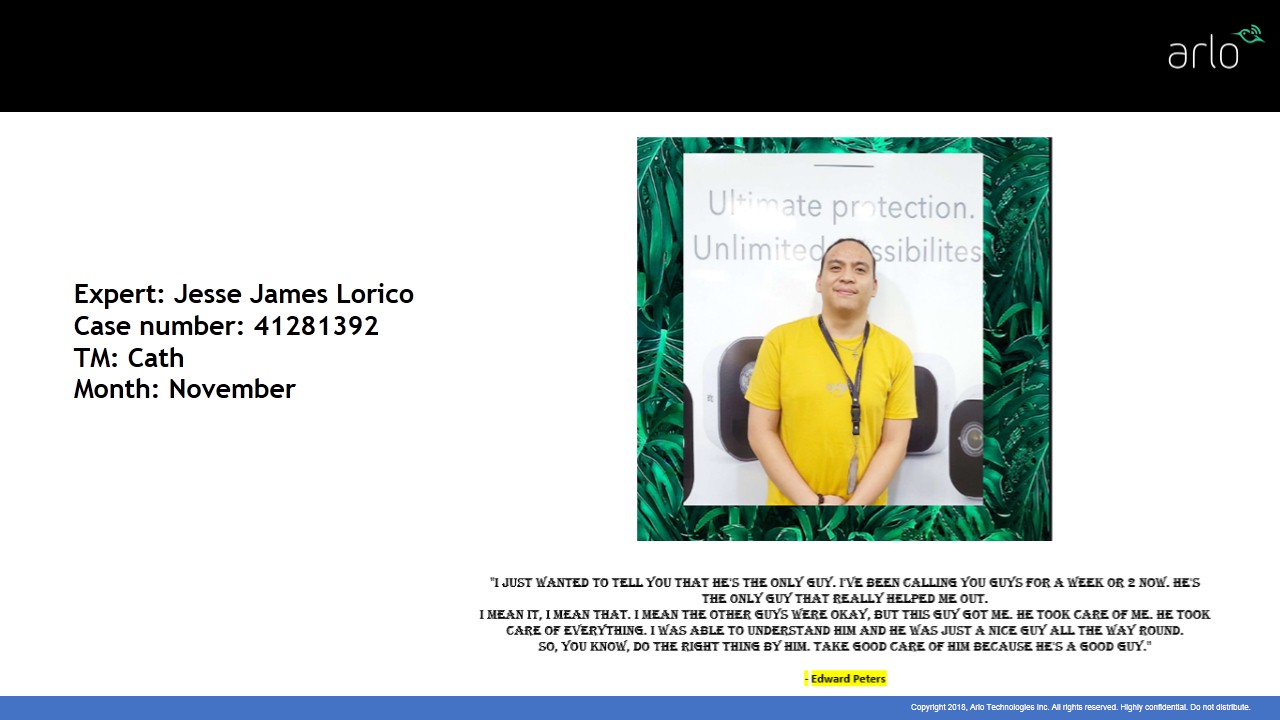 arlo
Ultimate protection.
Unlimited ssibilites
Expert: Jesse James Lorico
Case number: 41281392
TM: Cath
Month: November
"I JUST WANTED TO TELL YOU THAT HE'S THE ONLY GUY. I'VE BEEN CALLING YOU GUYS FOR A WEEK OR 2 NOW. HE'S
THE ONLY GUY THAT REALLY HELPED ME OUT.
I MEAN IT, I MEAN THAT. I MEAN THE OTHER GUYS WERE OKAY, BUT THIS GUY GOT ME. HE TOOK CARE OF ME. HE TOOK
CARE OF EVERYTHING. I WAS ABLE TO UNDERSTAND HIM AND HE WAS JUST A NICE GUY ALL THE WAY ROUND.
SO, YOU KNOW, DO THE RIGHT THING BY HIM. TAKE GOOD CARE OF HIM BECAUSE HE'S A GOOD GUY."
- Edward Peters
Copyright 2018, Arlo Technologies Inc. All rights reserved. Highly confidential. Do not distribute.